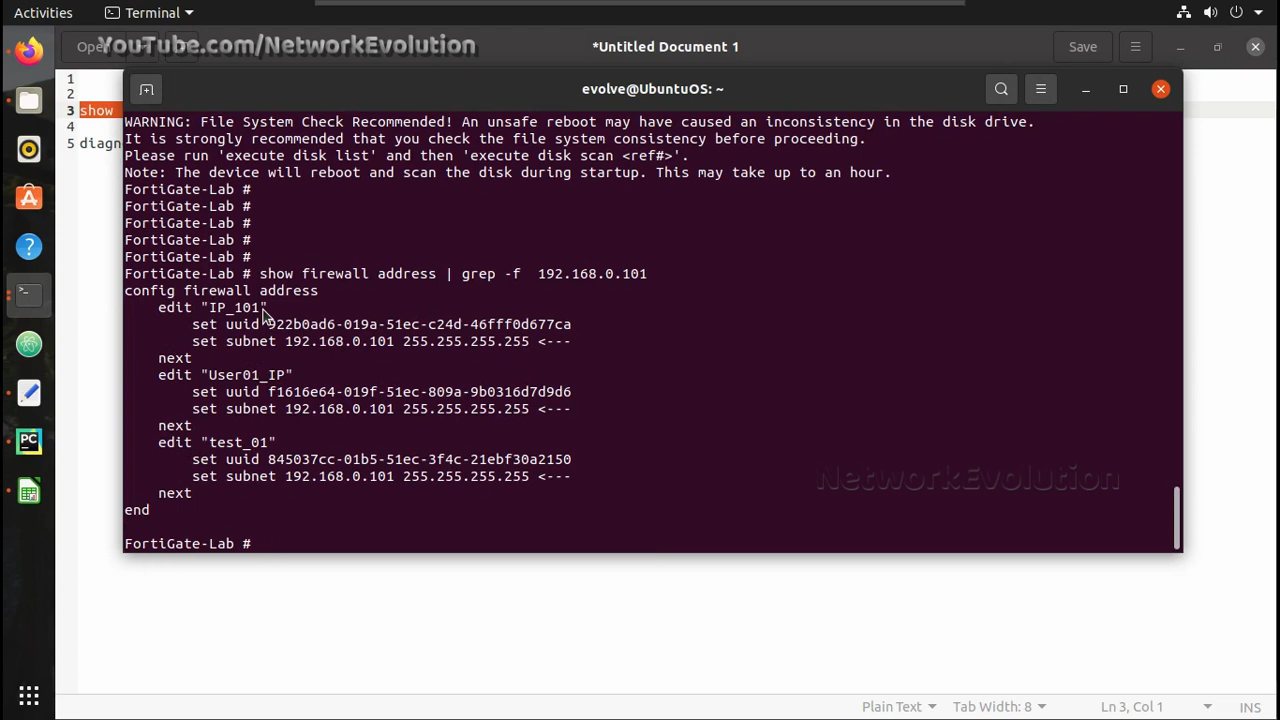 Activities
Terminal
Open
YouTube.com/NetworkEvolution
*Untitled Document 1
Save
1
2
3 show
4
5 diagn
evolve@UbuntuOS: ~
WARNING: File System Check Recommended! An unsafe reboot may have caused an inconsistency in the disk drive.
It is strongly recommended that you check the file system consistency before proceeding.
Please run 'execute disk list' and then 'execute disk scan <ref#>'.
Note: The device will reboot and scan the disk during startup. This may take up to an hour.
FortiGate-Lab #
FortiGate-Lab #
FortiGate-Lab #
FortiGate-Lab #
FortiGate-Lab #
FortiGate-Lab # show firewall address | grep -f  192.168.0.101
config firewall address
    edit "IP_101"
        set uuid 922b0ad6-019a-51ec-c24d-46fff0d677ca
        set subnet 192.168.0.101 255.255.255.255 <---
    next
    edit "User01_IP"
        set uuid f1616e64-019f-51ec-809a-9b0316d7d9d6
        set subnet 192.168.0.101 255.255.255.255 <---
    next
    edit "test_01"
        set uuid 845037cc-01b5-51ec-3f4c-21ebf30a2150
        set subnet 192.168.0.101 255.255.255.255 <---
    next
end
FortiGate-Lab #
NetworkEvolution
PC
Plain Text
Tab Width: 8
Ln 3, Col 1
INS